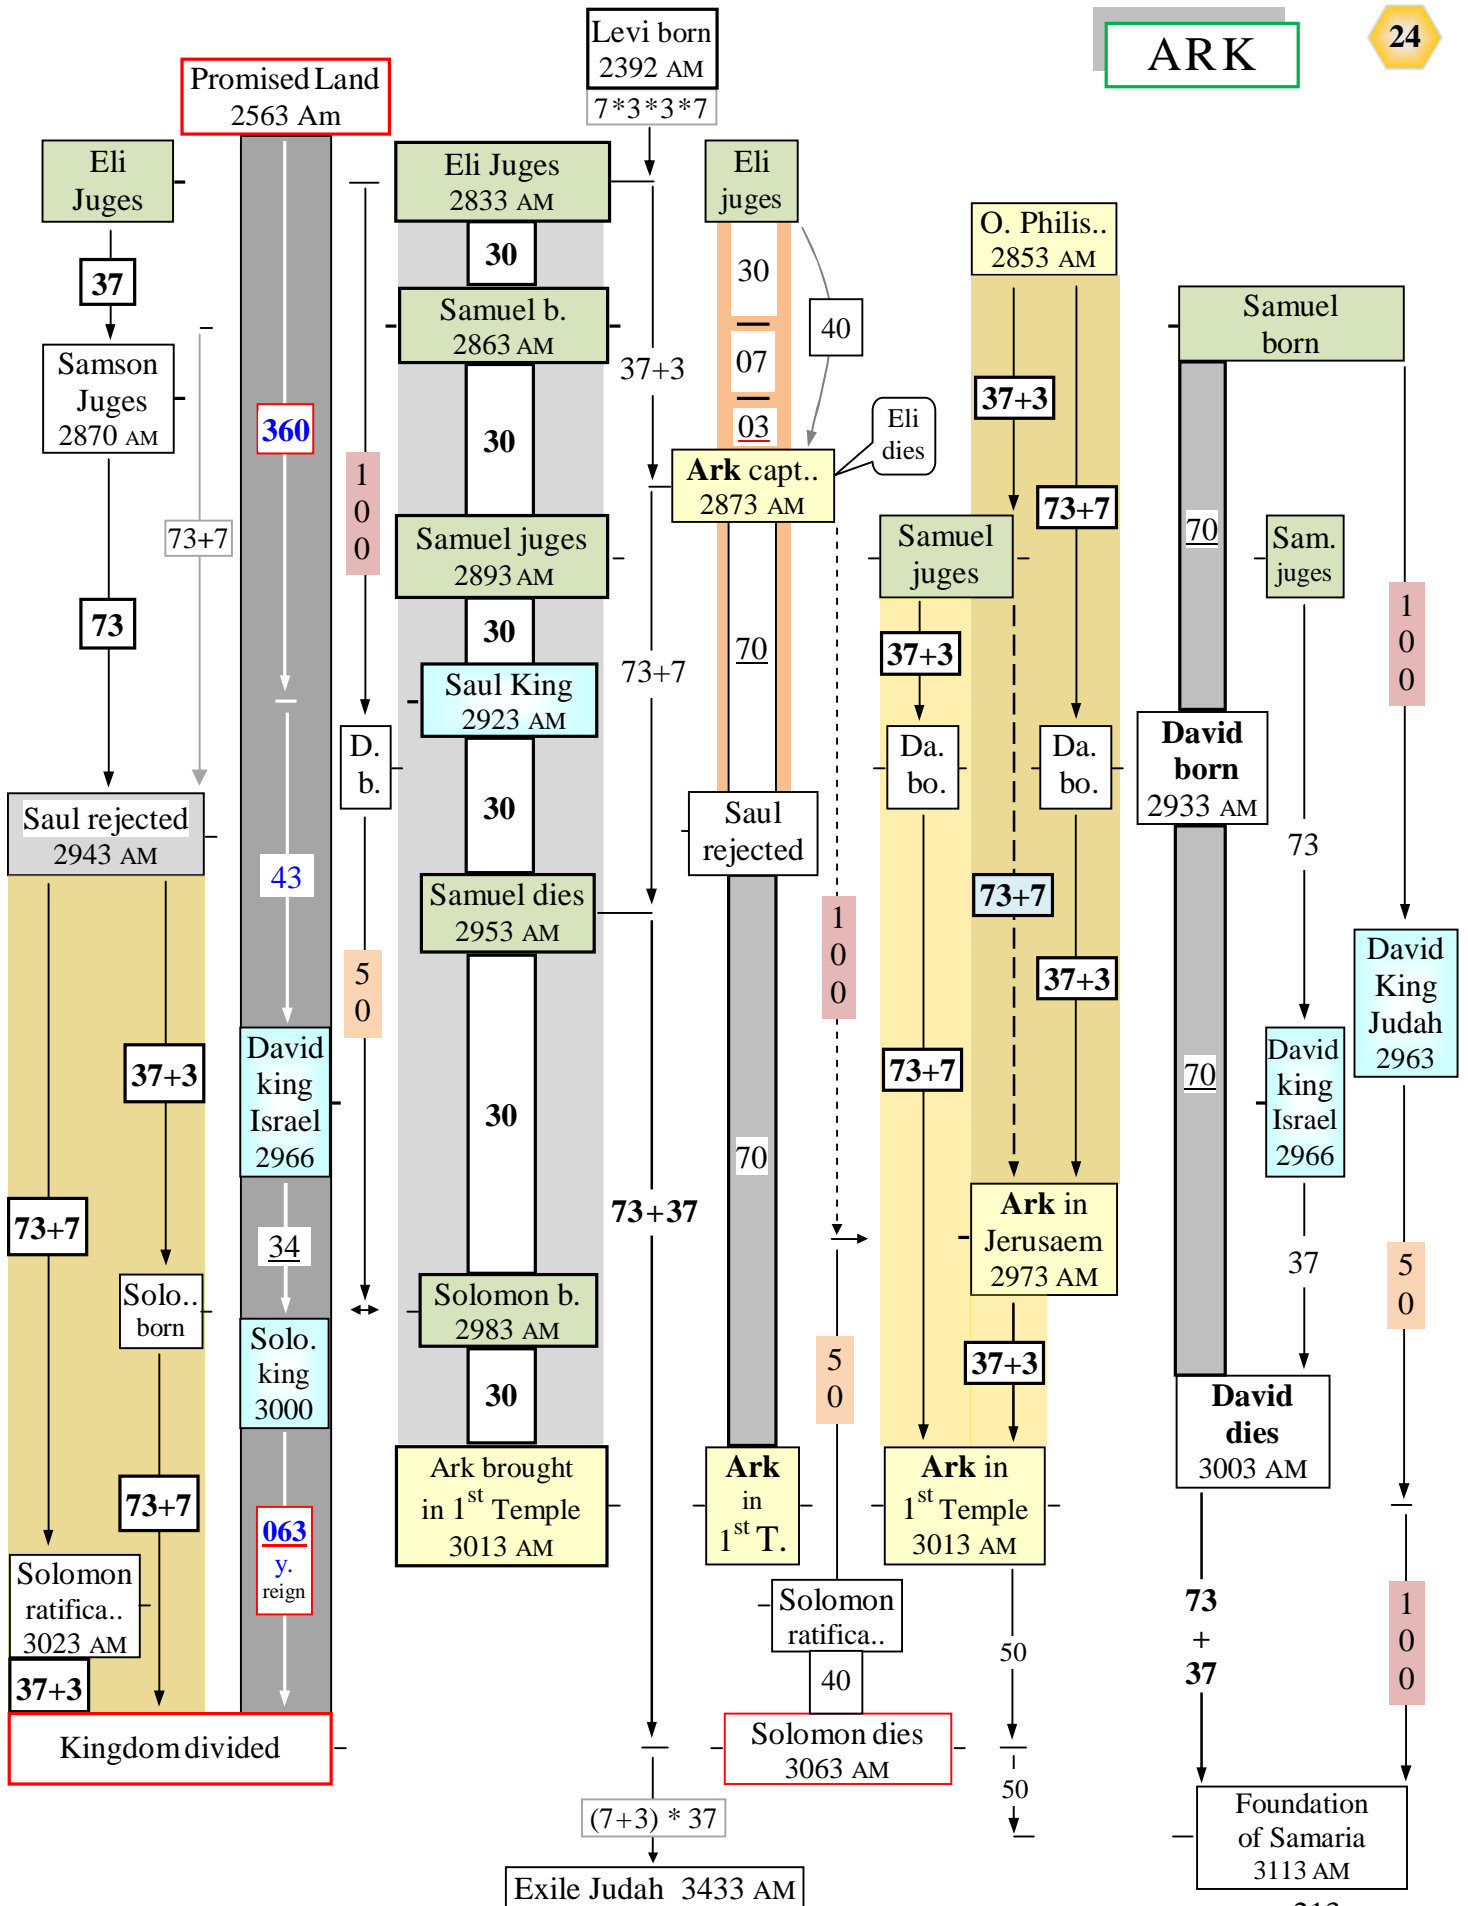 ARK
24
Levi born
2392 AM
7*3*3*7
Promised Land
2563 Am
Eli
Juges
37
Samson
Juges
2870 AM
73
73+7
Saul rejected
2943 AM
73+7
37+3
Solo..
born
73+7
Solomon
ratifica..
3023 AM
37+3
Kingdom divided
360
43
David
king
Israel
2966
34
Solo.
king
3000
063
y.
reign
1
0
0
D.
b.
5
0
Eli Juges
2833 AM
30
Samuel b.
2863 AM
30
Samuel juges
2893 AM
30
Saul King
2923 AM
30
Samuel dies
2953 AM
30
Solomon b.
2983 AM
30
Ark brought
in 1st Temple
3013 AM
37+3
73+7
73+37
(7+3) * 37
Exile Judah 3433 AM
Eli
juges
30
07
03
40
Eli
dies
Ark capt..
2873 AM
70
Saul
rejected
70
Ark
in
1st T.
1
0
0
5
0
Solomon
ratifica..
40
Solomon dies
3063 AM
O. Philis..
2853 AM
37+3
73+7
Samuel
juges
37+3
Da.
bo.
Da.
bo.
73+7
37+3
73+7
Ark in
Jerusaem
2973 AM
37+3
Ark in
1st Temple
3013 AM
50
50
Samuel
born
70
David
born
2933 AM
70
David
dies
3003 AM
73
+
37
Sam.
juges
73
David
king
Israel
2966
37
1
0
0
David
King
Judah
2963
5
0
1
0
0
Foundation
of Samaria
3113 AM